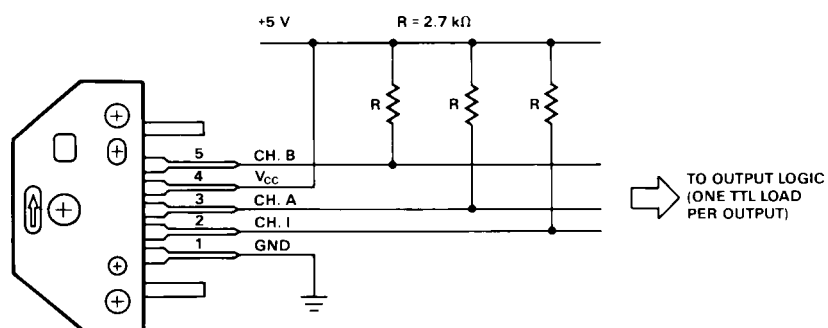 +5 V
R = 2.7 kΩ
R
R
R
5
CH. B
4
VCC
3
CH. A
2
CH. I
1
GND
TO OUTPUT LOGIC
(ONE TTL LOAD
PER OUTPUT)